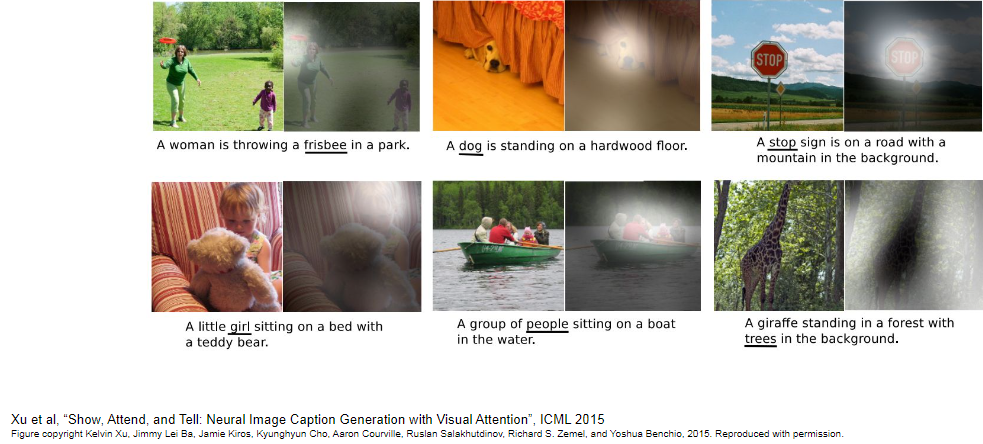 A woman is throwing a frisbee in a park.
A dog is standing on a hardwood floor.
STOP
STOP
A stop sign is on a road with a
mountain in the background.
A little girl sitting on a bed with
a teddy bear.
A group of people sitting on a boat
in the water.
A giraffe standing in a forest with
trees in the background.
Xu et al, “Show, Attend, and Tell: Neural Image Caption Generation with Visual Attention”, ICML 2015
Figure copyright Kelvin Xu, Jimmy Lei Ba, Jamie Kiros, Kyunghyun Cho, Aaron Courville, Ruslan Salakhutdinov, Richard S. Zemel, and Yoshua Benchio, 2015. Reproduced with permission.